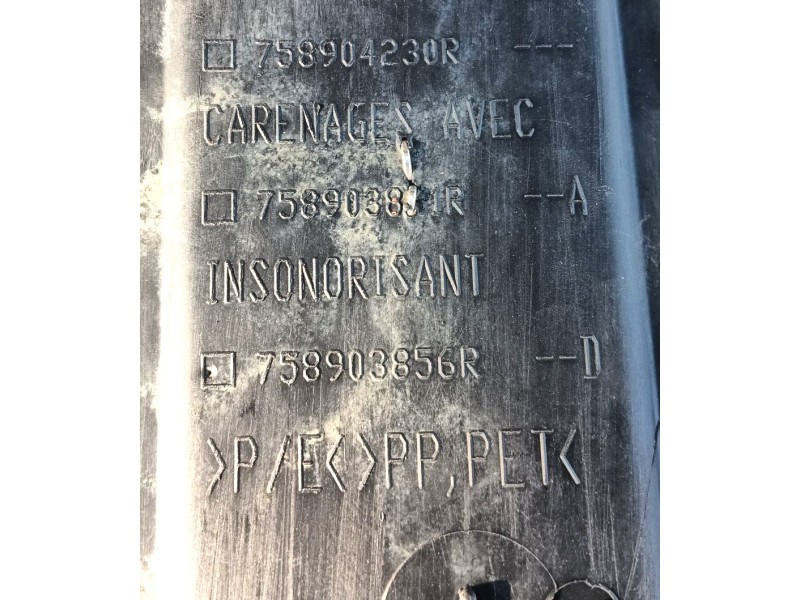 □ 758904230R ---
CARENAGES AVEC
□ --A
INSONORISANT
□ 758903856R --D
>P/E<>PP,PET<